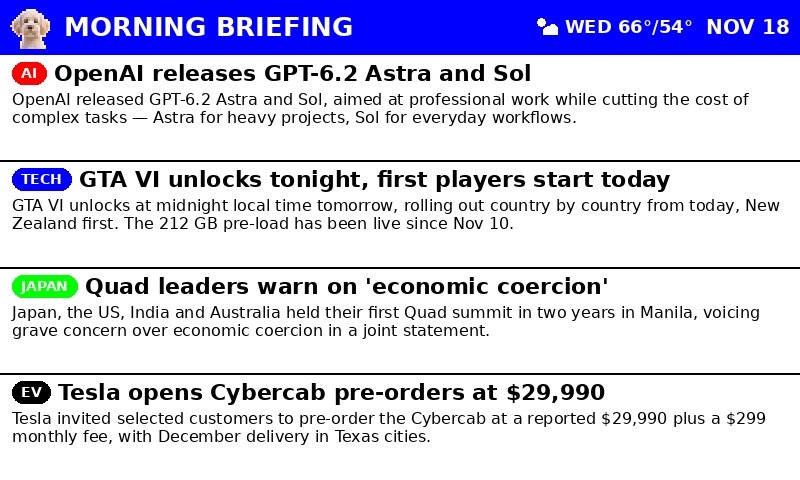 MORNING BRIEFING
WED 66°/54° NOV 18
AI OpenAI releases GPT-6.2 Astra and Sol
OpenAI released GPT-6.2 Astra and Sol, aimed at professional work while cutting the cost of
complex tasks — Astra for heavy projects, Sol for everyday workflows.
TECH GTA VI unlocks tonight, first players start today
GTA VI unlocks at midnight local time tomorrow, rolling out country by country from today, New
Zealand first. The 212 GB pre-load has been live since Nov 10.
JAPAN Quad leaders warn on 'economic coercion'
Japan, the US, India and Australia held their first Quad summit in two years in Manila, voicing
grave concern over economic coercion in a joint statement.
EV Tesla opens Cybercab pre-orders at $29,990
Tesla invited selected customers to pre-order the Cybercab at a reported $29,990 plus a $299
monthly fee, with December delivery in Texas cities.